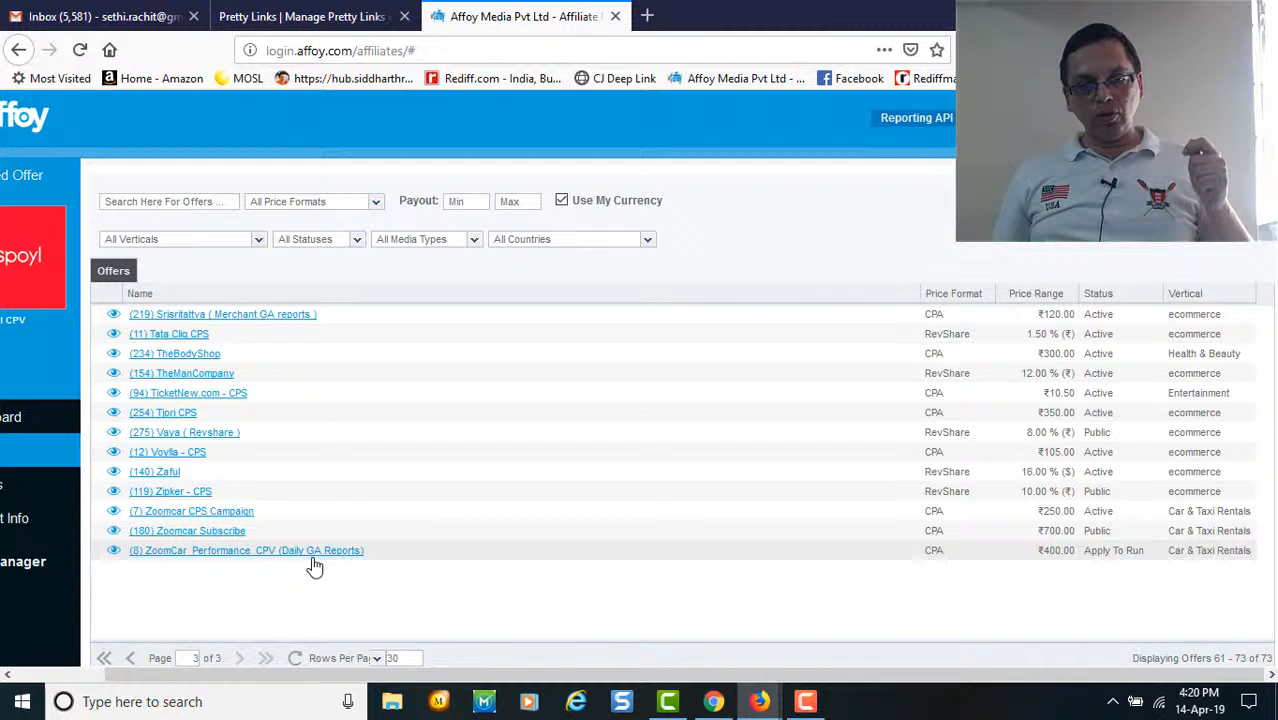 Inbox (5,581) - sethi.rachit@gm
Pretty Links | Manage Pretty Links
Affoy Media Pvt Ltd - Affiliate
login.affoy.com/affiliates/#
Most Visited
Home - Amazon
MOSL
https://hub.siddharthr...
Rediff.com - India, Bu...
CJ Deep Link
Affoy Media Pvt Ltd - ...
Facebook
Rediffma
ffoy
Reporting API
USA
ed Offer
spoyl
I CPV
Search Here For Offers ...
All Price Formats
Payout:
Min
Max
Use My Currency
All Verticals
All Statuses
All Media Types
All Countries
Offers
Name Price Format Price Range Status Vertical
(219) Srisritattva ( Merchant GA reports ) CPA ₹120.00 Active ecommerce
(11) Tata Cliq CPS RevShare 1.50 % (₹) Active ecommerce
(234) TheBodyShop CPA ₹300.00 Active Health & Beauty
(154) TheManCompany RevShare 12.00 % (₹) Active ecommerce
(94) TicketNew.com - CPS CPA ₹10.50 Active Entertainment
(254) Tjori CPS CPA ₹350.00 Active ecommerce
(275) Vaya ( Revshare ) RevShare 8.00 % (₹) Public ecommerce
(12) Voylla - CPS CPA ₹105.00 Active ecommerce
(140) Zaful RevShare 16.00 % ($) Active ecommerce
(119) Zipker - CPS RevShare 10.00 % (₹) Public ecommerce
(7) Zoomcar CPS Campaign CPA ₹250.00 Active Car & Taxi Rentals
(180) Zoomcar Subscribe CPA ₹700.00 Public Car & Taxi Rentals
(8) ZoomCar_Performance_CPV (Daily GA Reports) CPA ₹400.00 Apply To Run Car & Taxi Rentals
oard
s
t Info
anager
Page 3 of 3
Rows Per Pag 30
Displaying Offers 61 - 73 of 73
Type here to search
4:20 PM
14-Apr-19